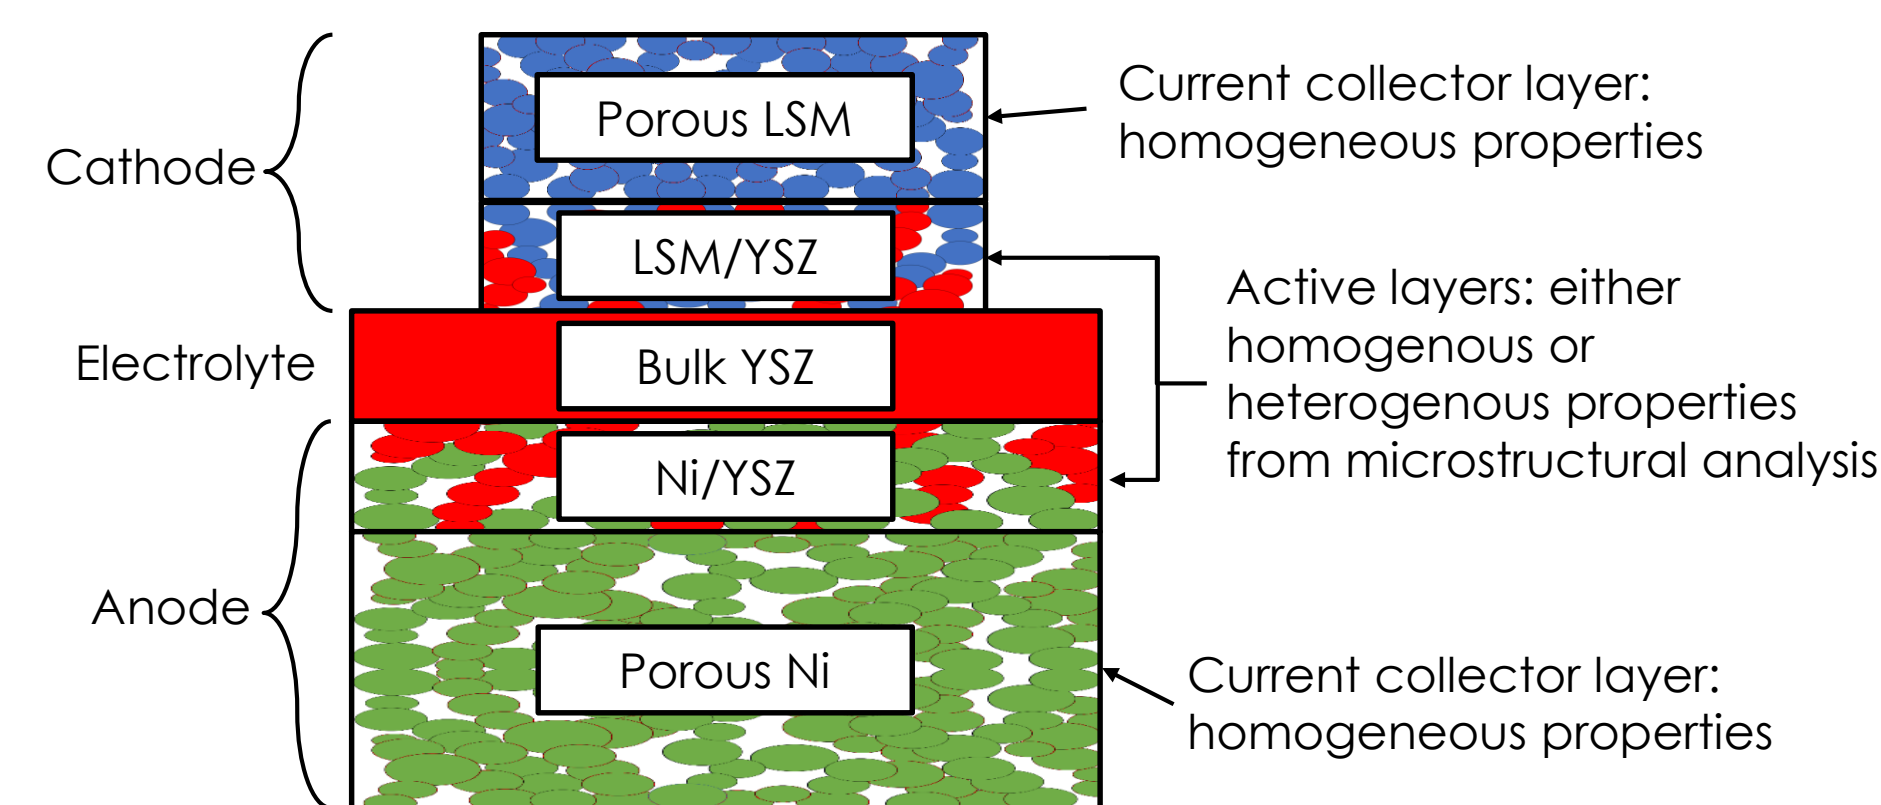 Porous LSM
Current collector layer:
homogeneous properties
Cathode
LSM/YSZ
Active layers: either
homogenous or
heterogenous properties
from microstructural analysis
Electrolyte
Bulk YSZ
Ni/YSZ
Anode
Porous Ni
Current collector layer:
homogeneous properties